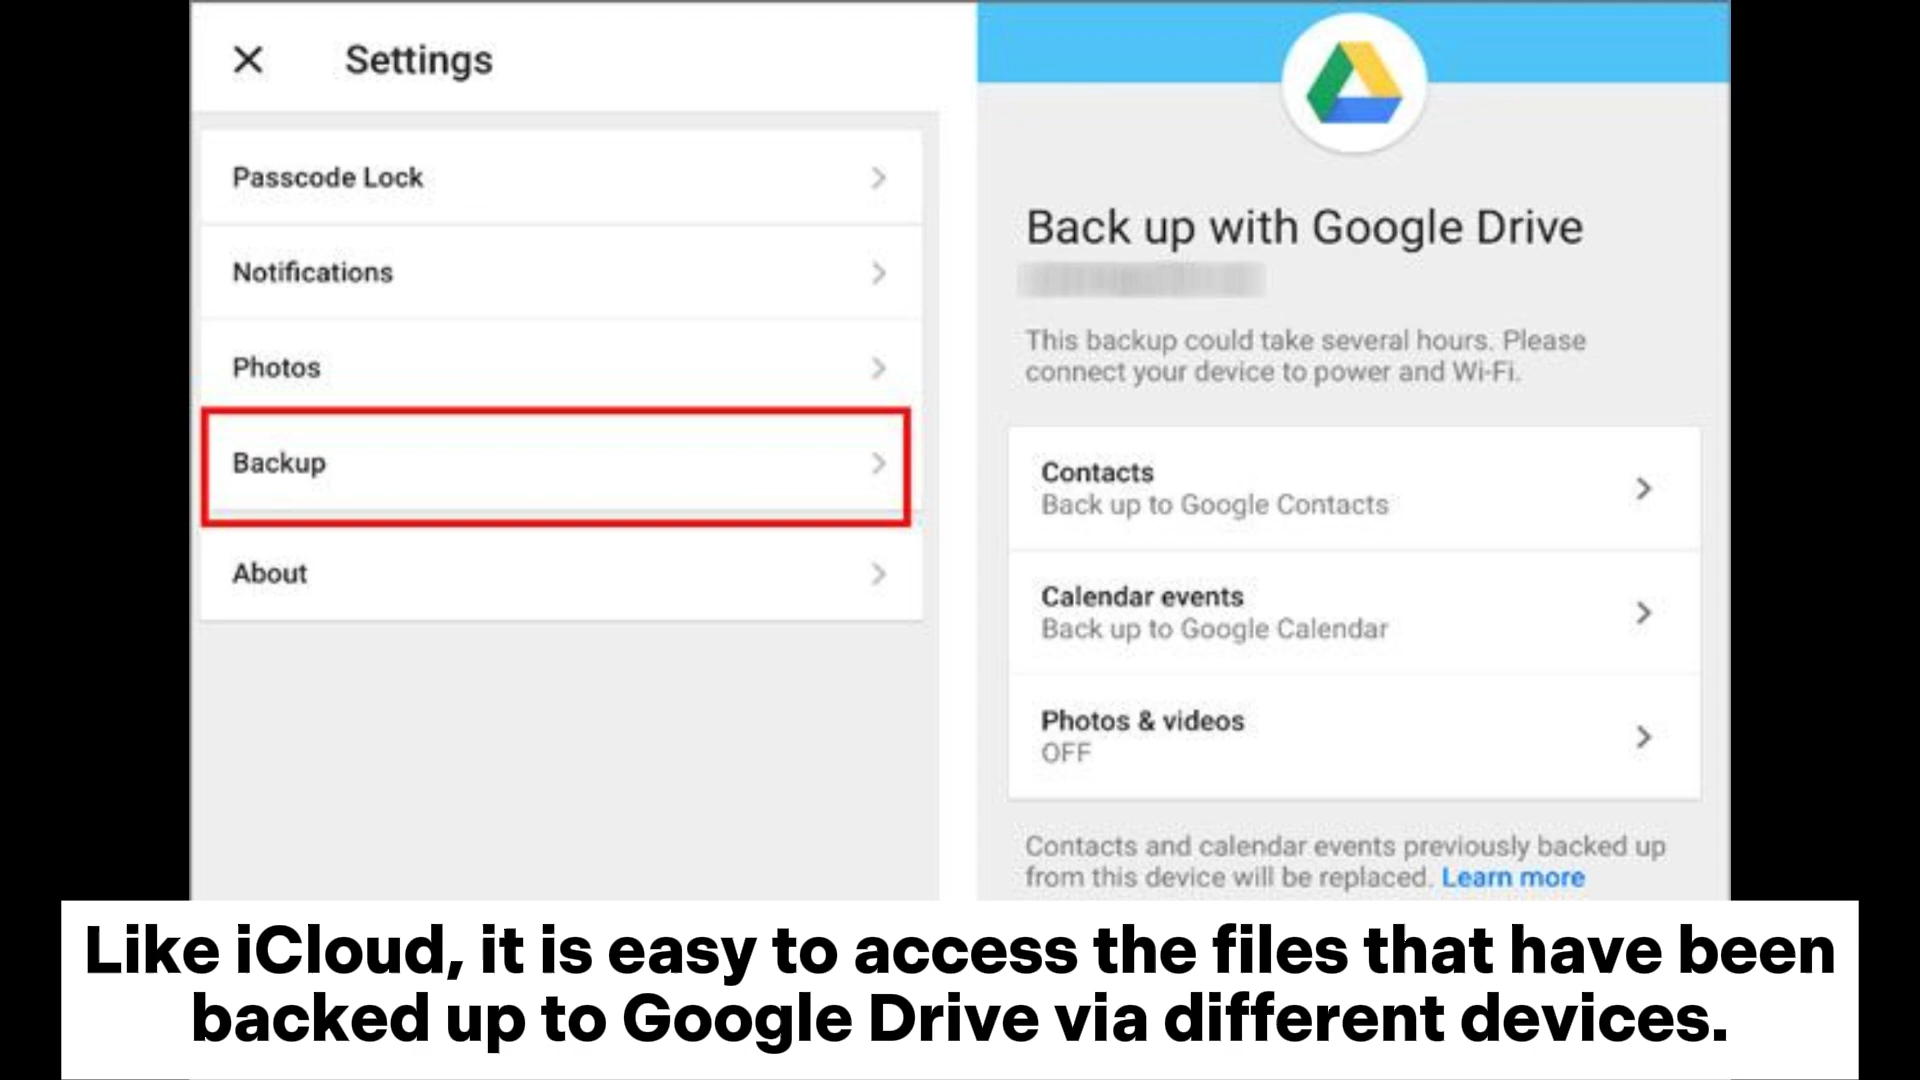 Settings
Passcode Lock
Notifications
Photos
Backup
About
Back up with Google Drive
This backup could take several hours. Please
connect your device to power and Wi-Fi.
Contacts
Back up to Google Contacts
Calendar events
Back up to Google Calendar
Photos & videos
OFF
Contacts and calendar events previously backed up
from this device will be replaced. Learn more
Like iCloud, it is easy to access the files that have been
backed up to Google Drive via different devices.